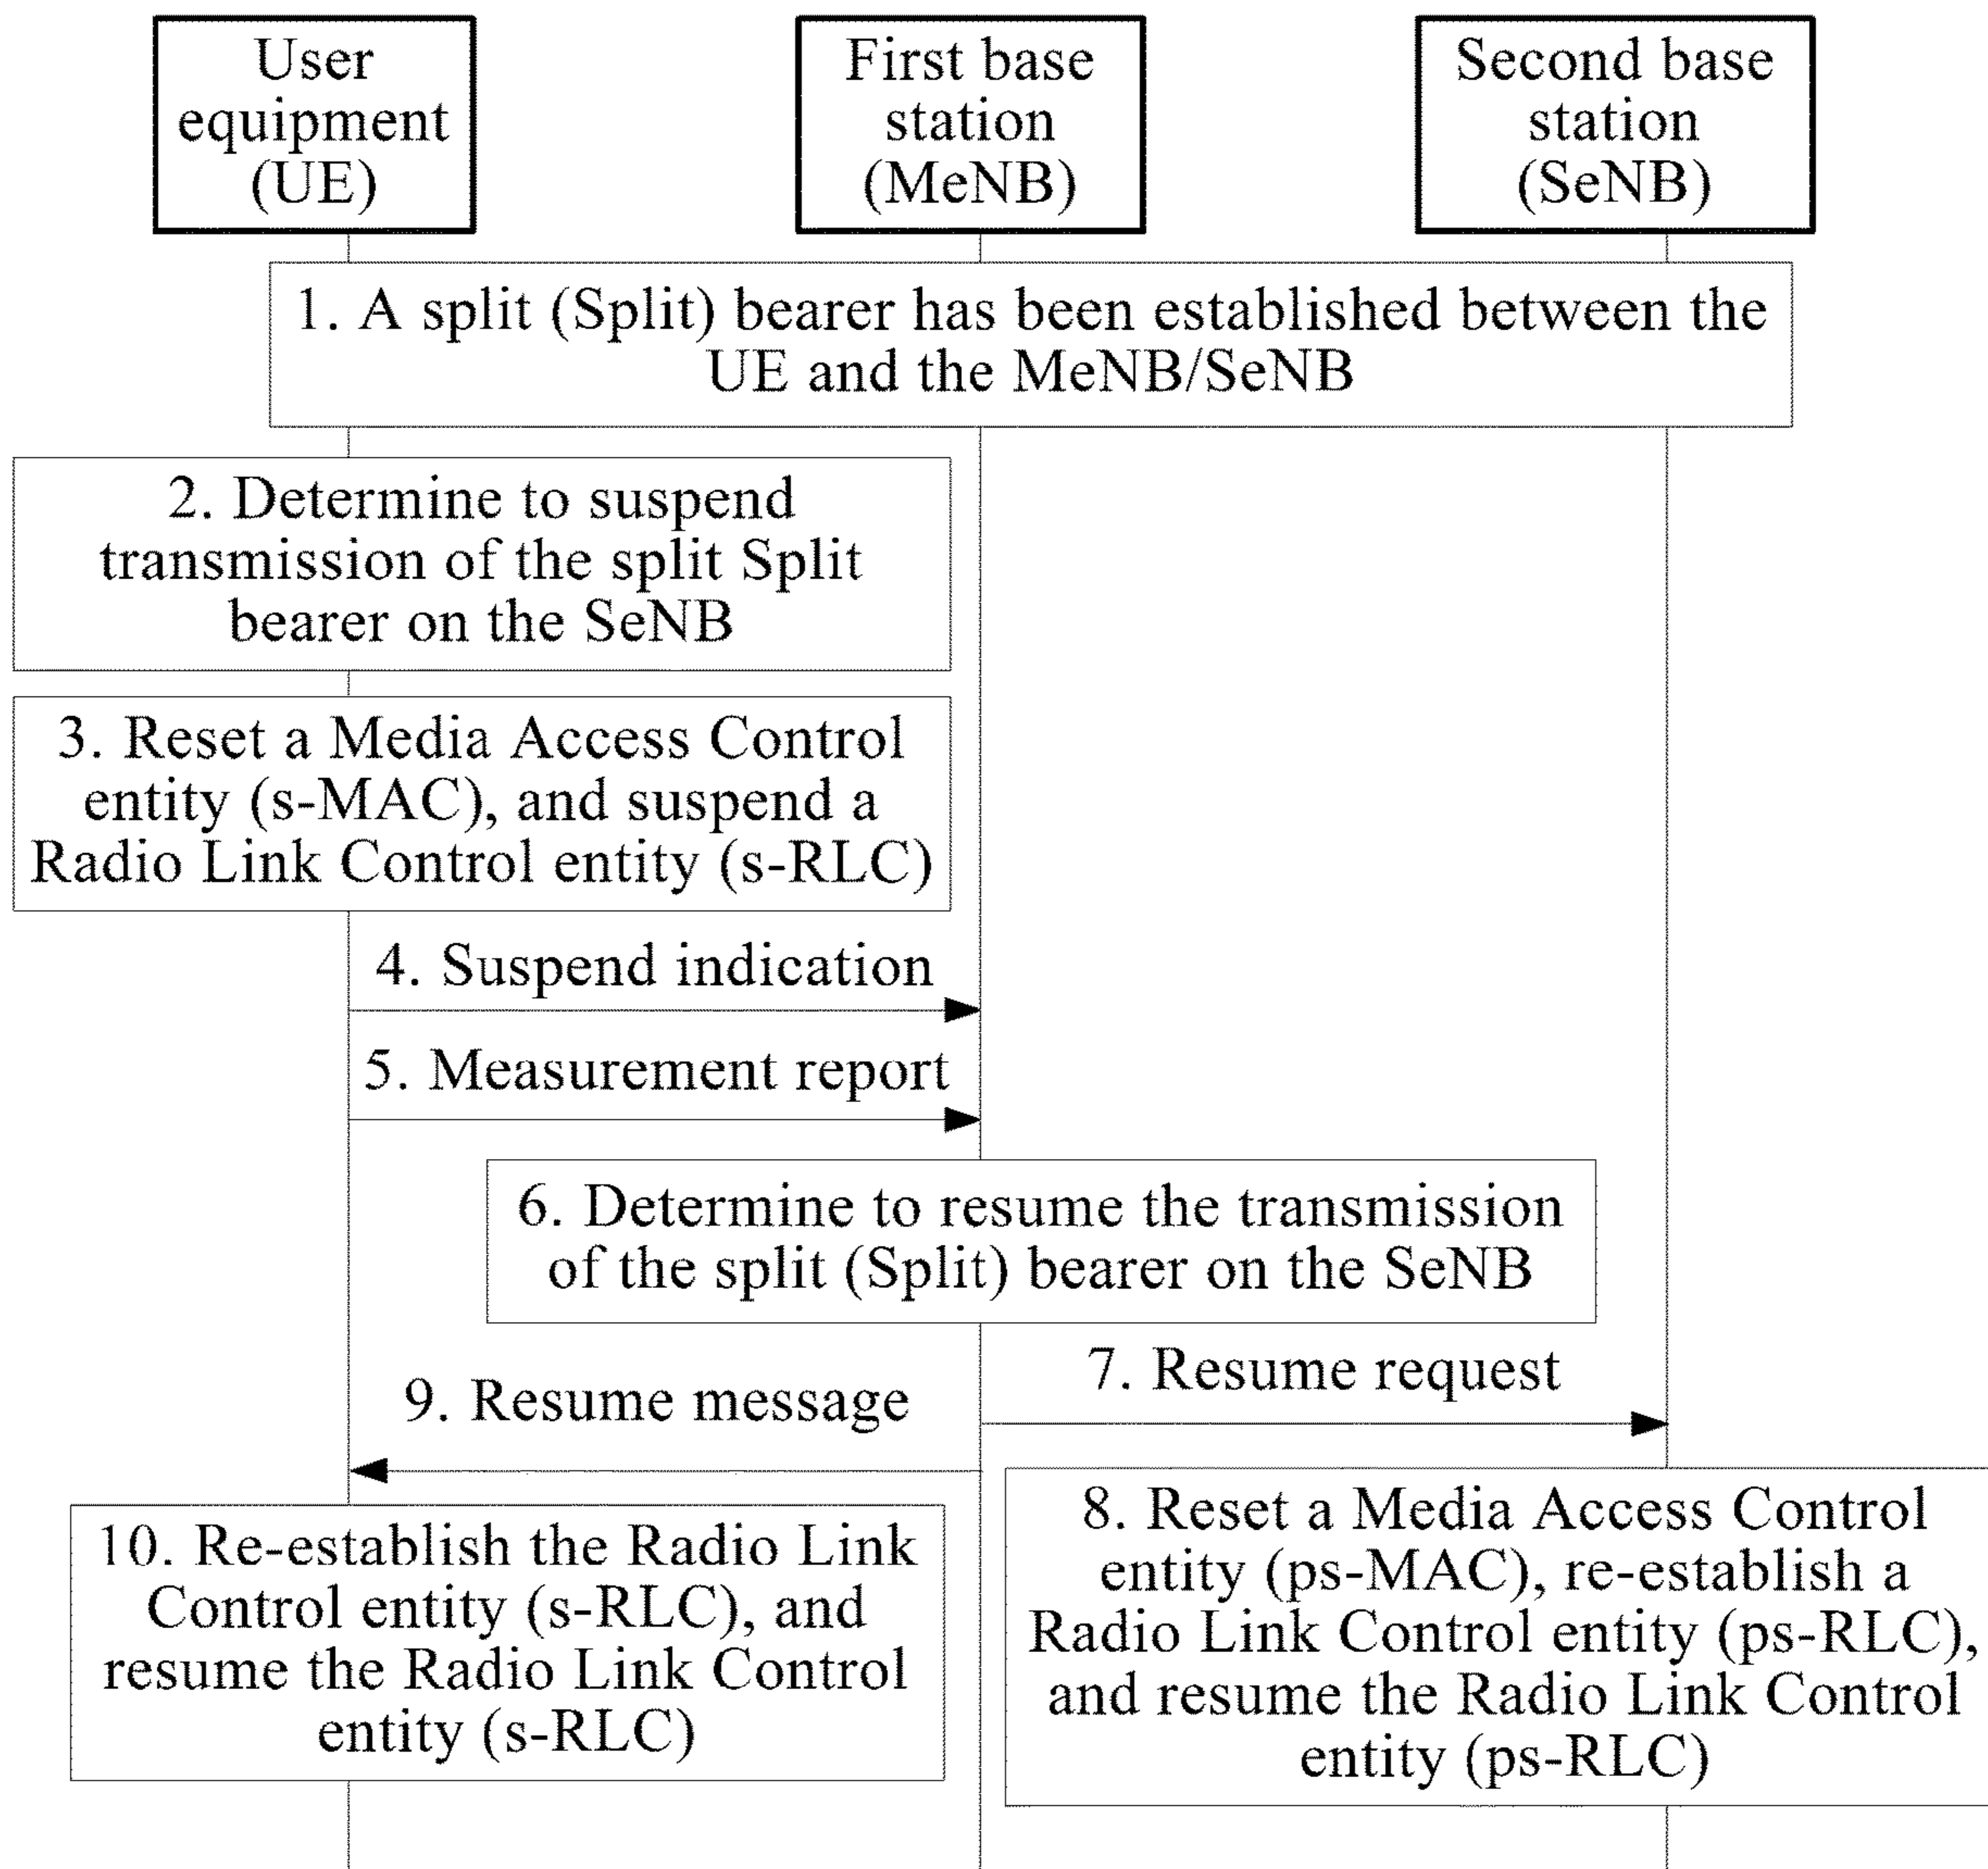 User
equipment
(UE)
First base
station
(MeNB)
Second base
station
(SeNB)
1. A split (Split) bearer has been established between the
UE and the MeNB/SeNB
2. Determine to suspend
transmission of the split Split
bearer on the SeNB
3. Reset a Media Access Control
entity (s-MAC), and suspend a
Radio Link Control entity (s-RLC)
4. Suspend indication
5. Measurement report
6. Determine to resume the transmission
of the split (Split) bearer on the SeNB
7. Resume request
9. Resume message
8. Reset a Media Access Control
entity (ps-MAC), re-establish a
Radio Link Control entity (ps-RLC),
and resume the Radio Link Control
entity (ps-RLC)
10. Re-establish the Radio Link
Control entity (s-RLC), and
resume the Radio Link Control
entity (s-RLC)